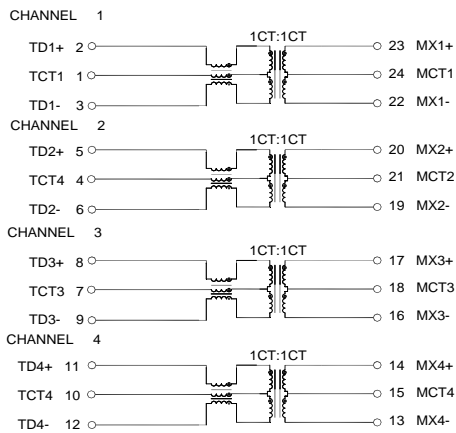 CHANNEL 1
1CT:1CT
TD1+ 2 23 MX1+
TCT1 1 24 MCT1
TD1- 3 22 MX1-
CHANNEL 2
1CT:1CT
TD2+ 5 20 MX2+
TCT4 4 21 MCT2
TD2- 6 19 MX2-
CHANNEL 3
1CT:1CT
TD3+ 8 17 MX3+
TCT3 7 18 MCT3
TD3- 9 16 MX3-
CHANNEL 4
1CT:1CT
TD4+ 11 14 MX4+
TCT4 10 15 MCT4
TD4- 12 13 MX4-